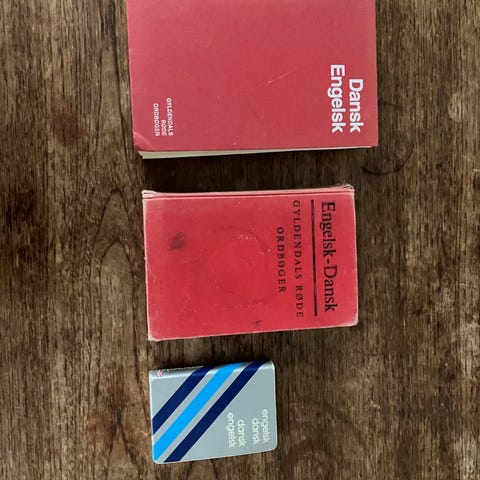 Dansk
Engelsk
GYLDENDALS
RØDE
ORDBØGER
Engelsk-Dansk
GYLDENDALS RØDE
ORDBØGER
engelsk
dansk
dansk
engelsk